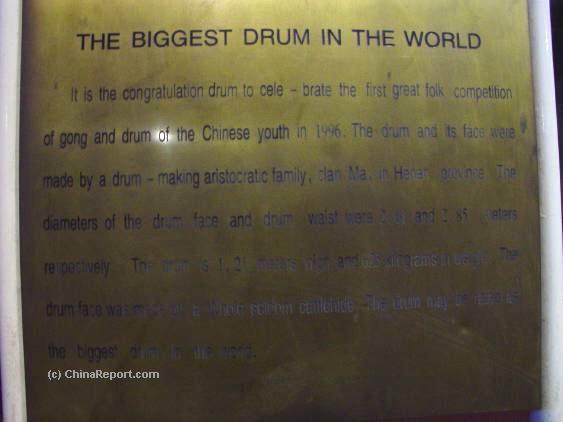 THE BIGGEST DRUM IN THE WORLD
It is the congratulation drum to cele - brate the first great folk competition
of gong and drum of the Chinese youth in 1996. The drum and its face were
made by a drum - making aristocratic family, clan Ma, in Henan province. The
diameters of the drum face and drum waist were and 2.85 meters
respectively. The drum is meters high and kilograms in weight. The
drum face was made by a whole cattlehide. The drum may be
the biggest drum in the world.
(c) ChinaReport.com